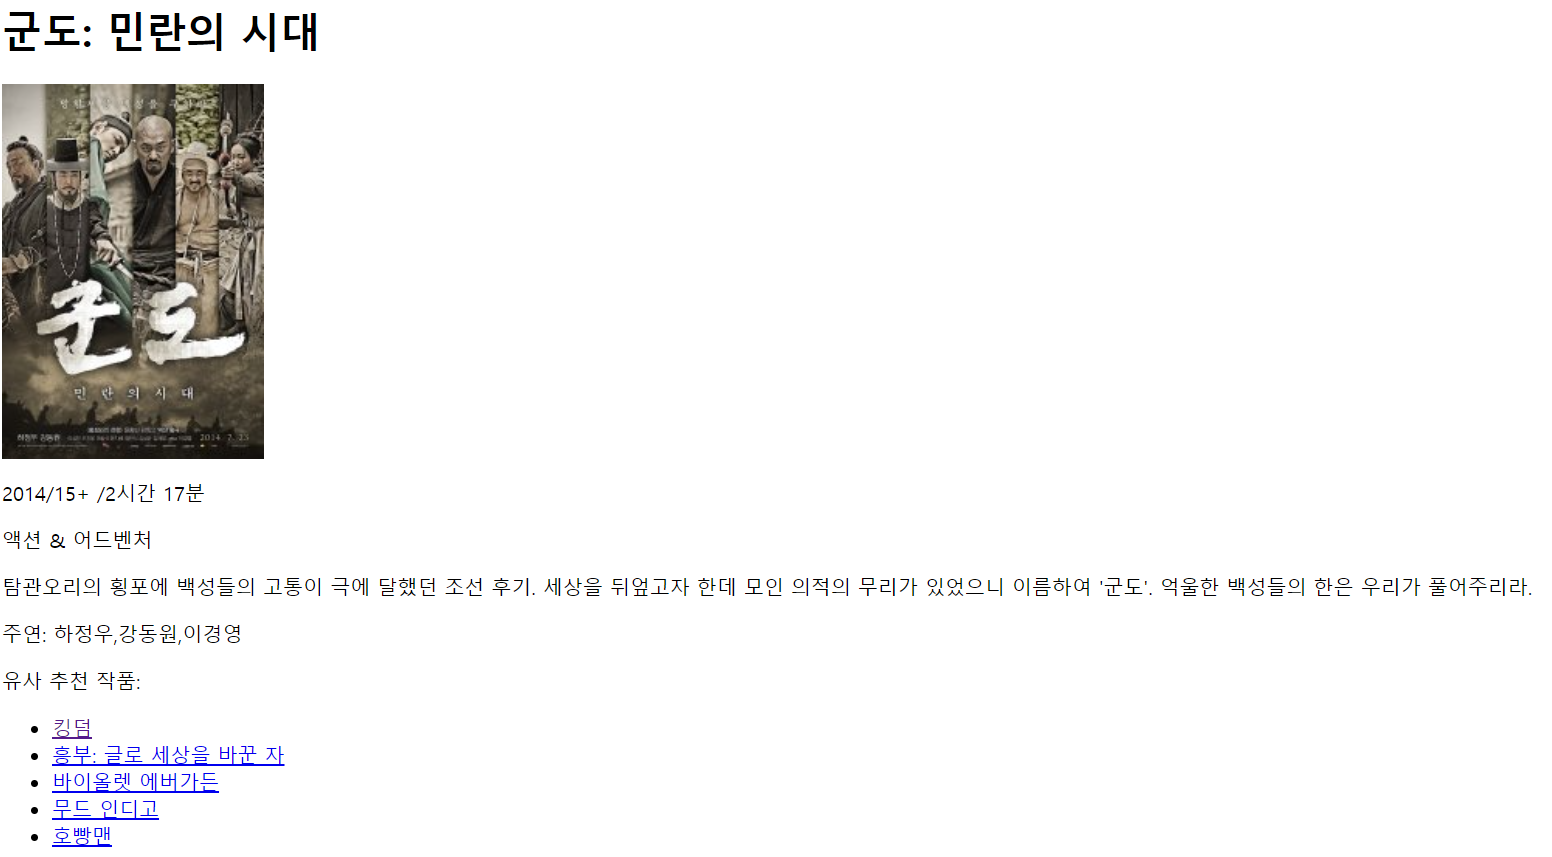 군도: 민란의 시대
군도
민란의 시대
2014. 7. 23
2014/15+ /2시간 17분
액션 & 어드벤처
탐관오리의 횡포에 백성들의 고통이 극에 달했던 조선 후기. 세상을 뒤엎고자 한데 모인 의적의 무리가 있었으니 이름하여 '군도'. 억울한 백성들의 한은 우리가 풀어주리라.
주연: 하정우,강동원,이경영
유사 추천 작품:
킹덤
흥부: 글로 세상을 바꾼 자
바이올렛 에버가든
무드 인디고
호빵맨